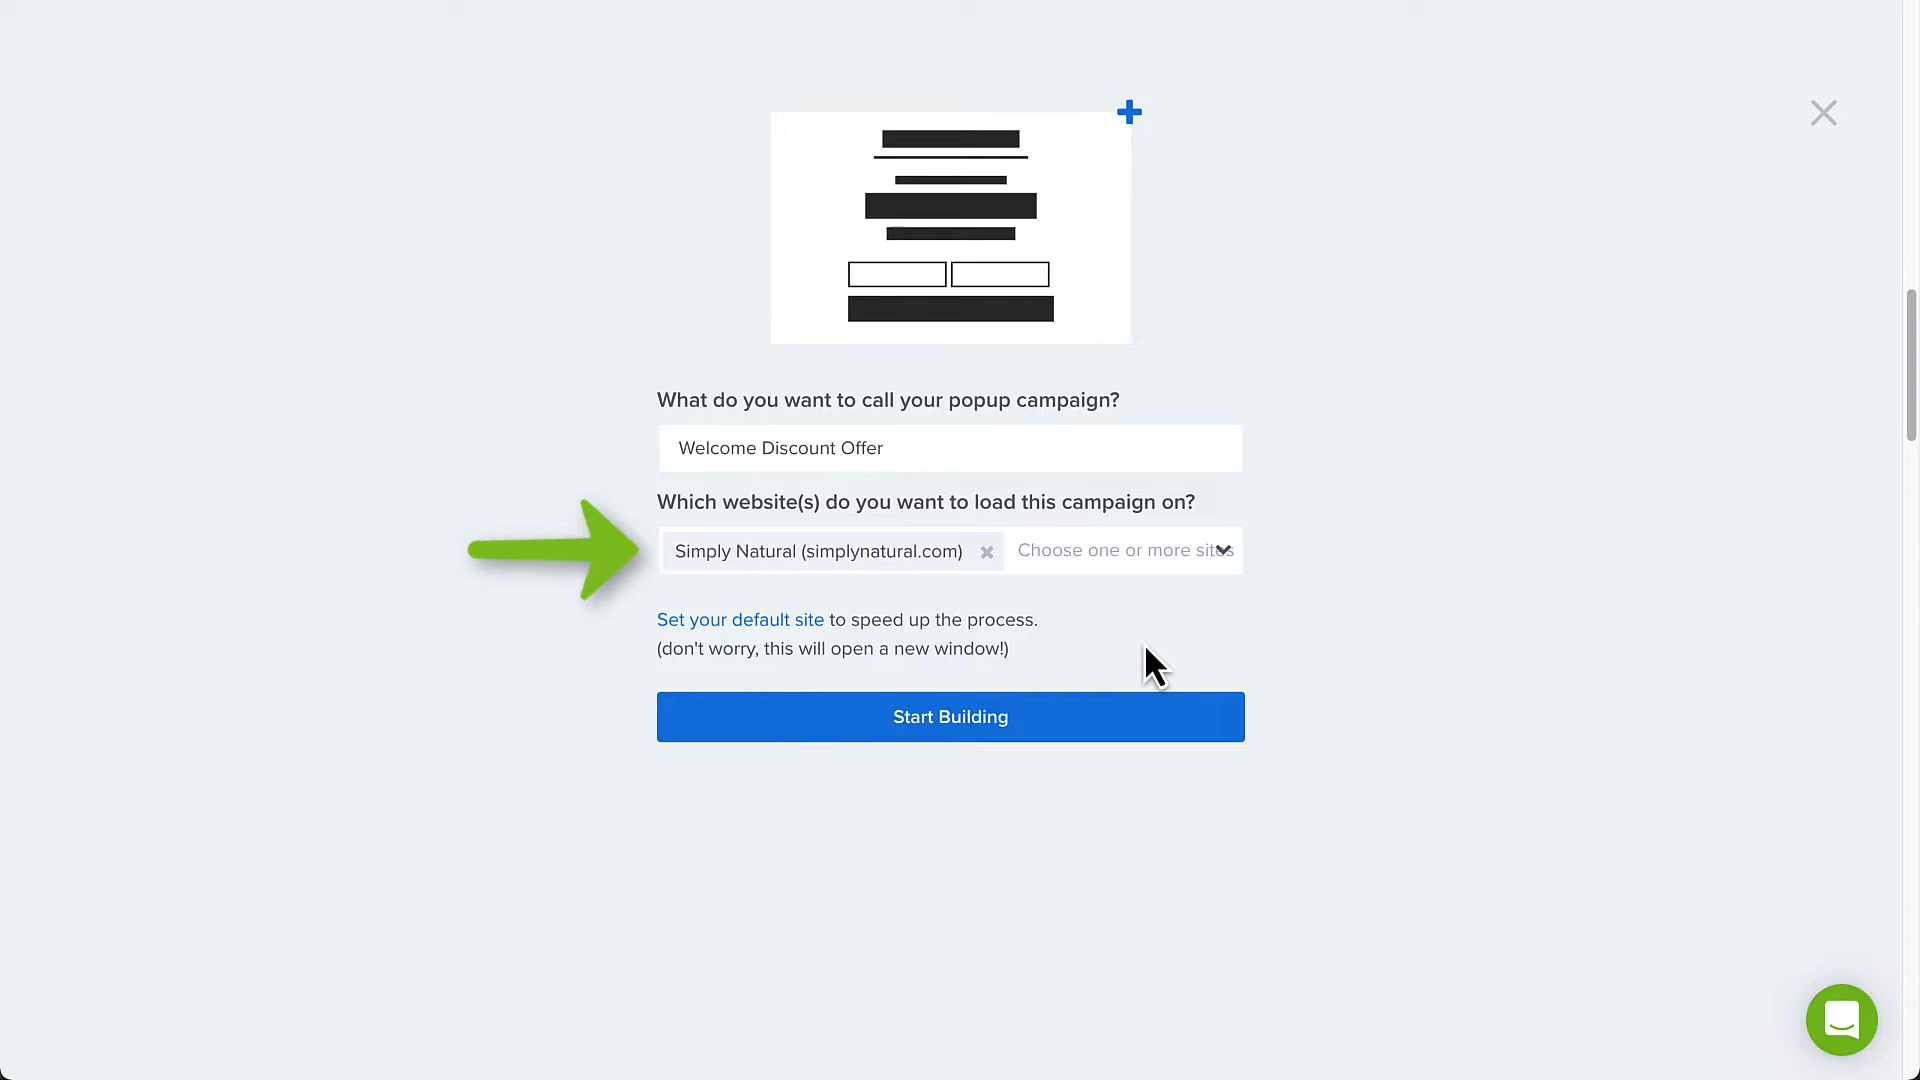 What do you want to call your popup campaign?
Welcome Discount Offer
Which website(s) do you want to load this campaign on?
Simply Natural (simplynatural.com) Choose one or more sites
Set your default site to speed up the process.
(don't worry, this will open a new window!)
Start Building